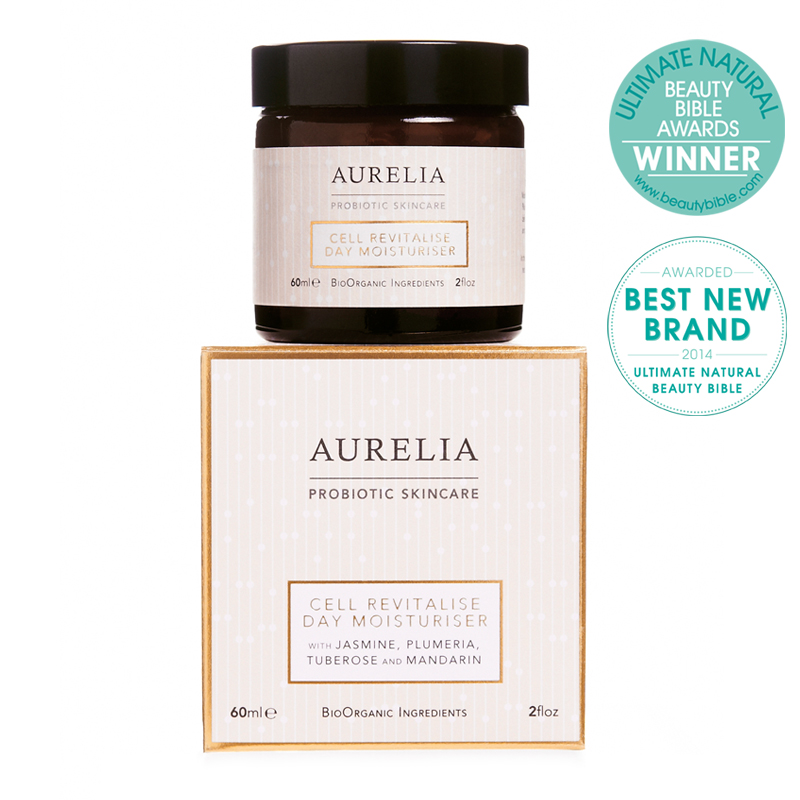 AURELIA
PROBIOTIC SKINCARE
CELL REVITALISE
DAY MOISTURISER
60ml℮ BIOORGANIC INGREDIENTS 2floz
AURELIA
PROBIOTIC SKINCARE
CELL REVITALISE
DAY MOISTURISER
WITH JASMINE, PLUMERIA,
TUBEROSE AND MANDARIN
60ml℮ BIOORGANIC INGREDIENTS 2floz
ULTIMATE NATURAL
BEAUTY
BIBLE
AWARDS
WINNER
www.beautybible.com
AWARDED
BEST NEW
BRAND
2014
ULTIMATE NATURAL
BEAUTY BIBLE